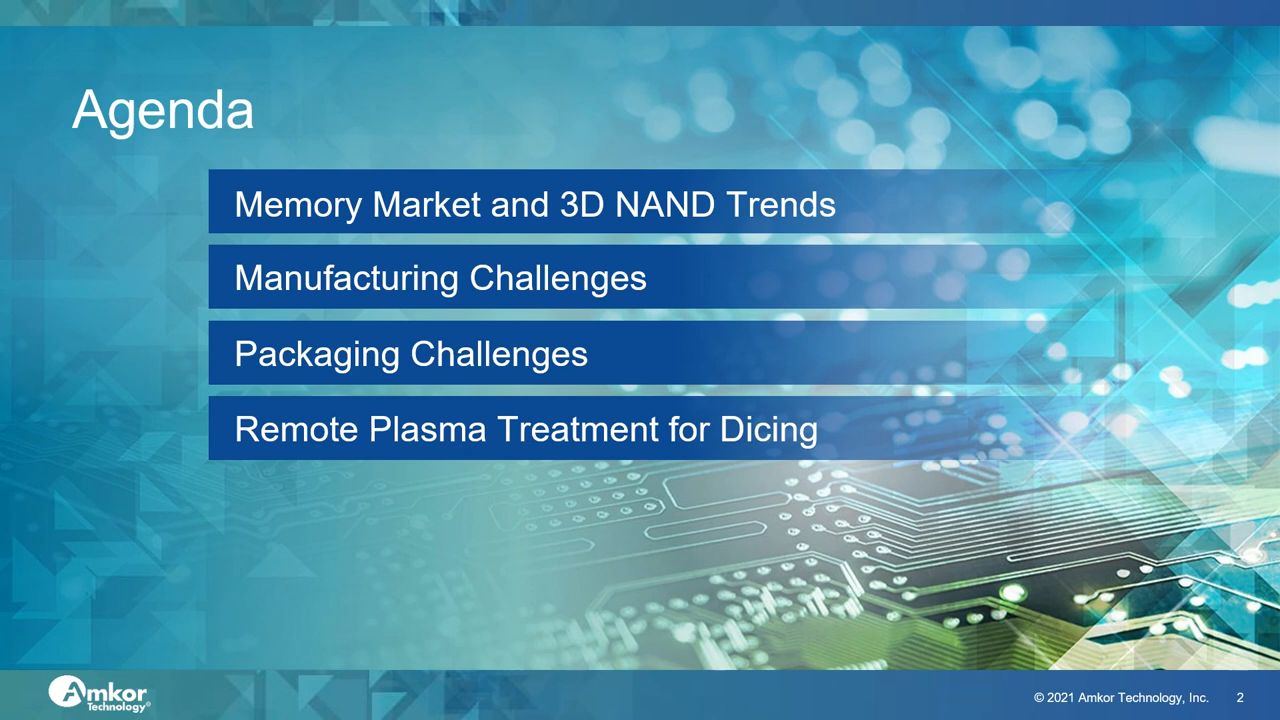 Agenda
Memory Market and 3D NAND Trends
Manufacturing Challenges
Packaging Challenges
Remote Plasma Treatment for Dicing
Amkor
Technology®
© 2021 Amkor Technology, Inc. 2